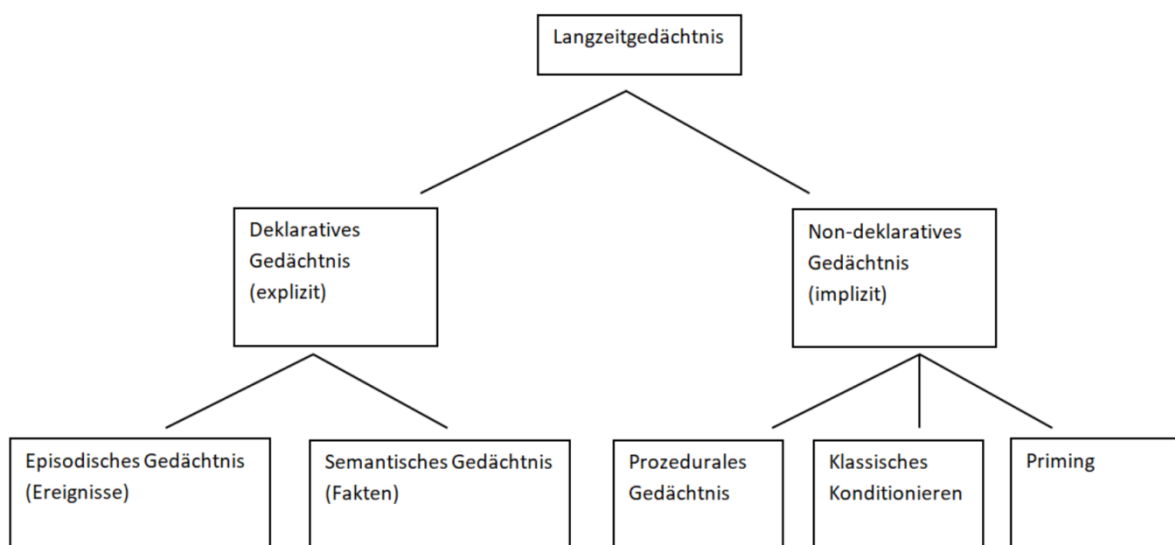 Langzeitgedächtnis
Deklaratives
Gedächtnis
(explizit)
Non-deklaratives
Gedächtnis
(implizit)
Episodisches Gedächtnis
(Ereignisse)
Semantisches Gedächtnis
(Fakten)
Prozedurales
Gedächtnis
Klassisches
Konditionieren
Priming